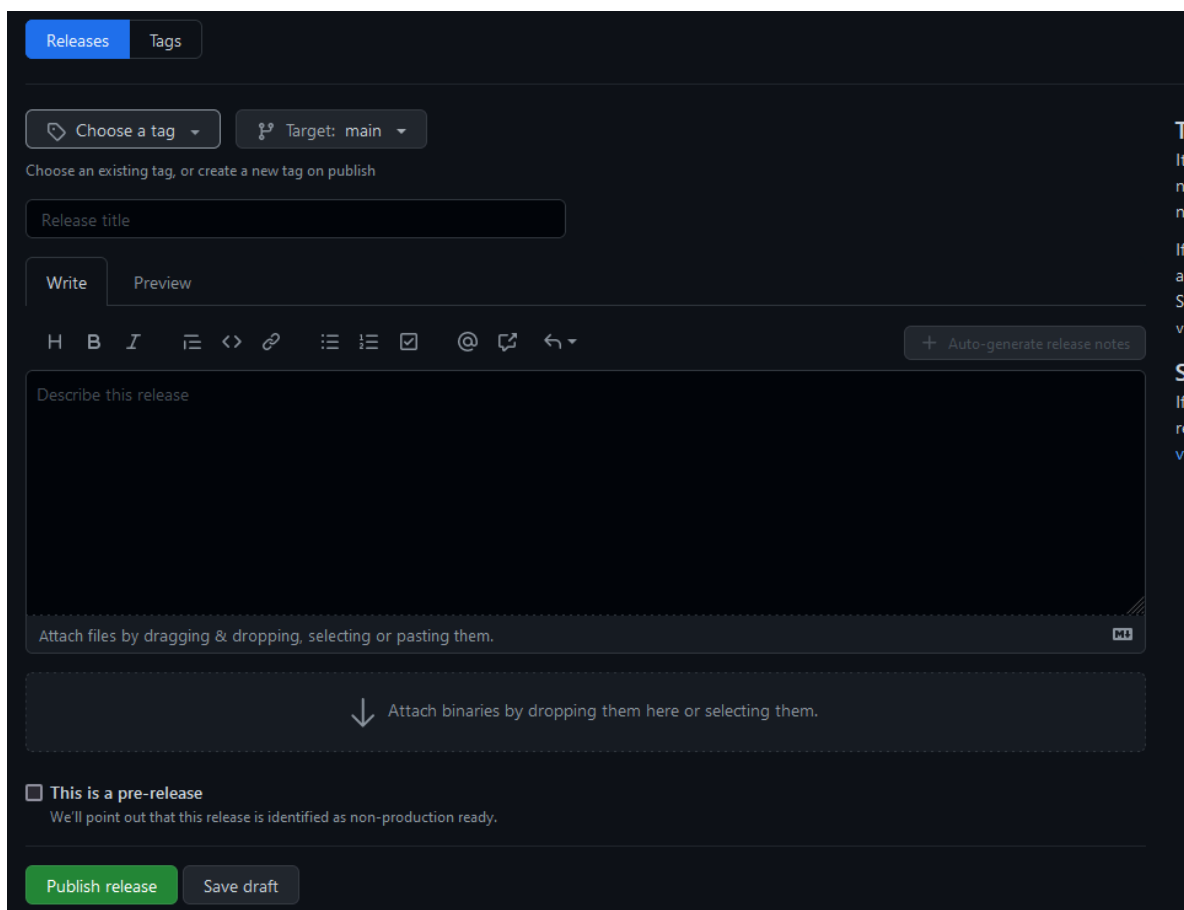 Releases Tags
Choose a tag Target: main
Choose an existing tag, or create a new tag on publish
Release title
Write Preview
H B I @ Auto-generate release notes
Describe this release
Attach files by dragging & dropping, selecting or pasting them.
Attach binaries by dropping them here or selecting them.
This is a pre-release
We'll point out that this release is identified as non-production ready.
Publish release Save draft